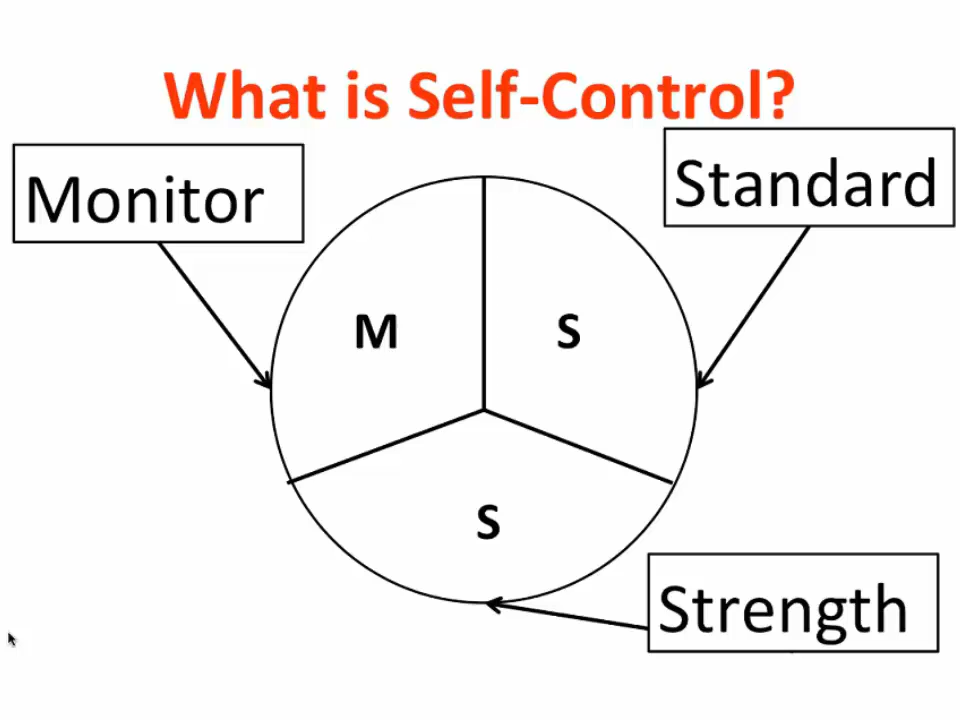 What is Self-Control?
Monitor
Standard
M
S
S
Strength